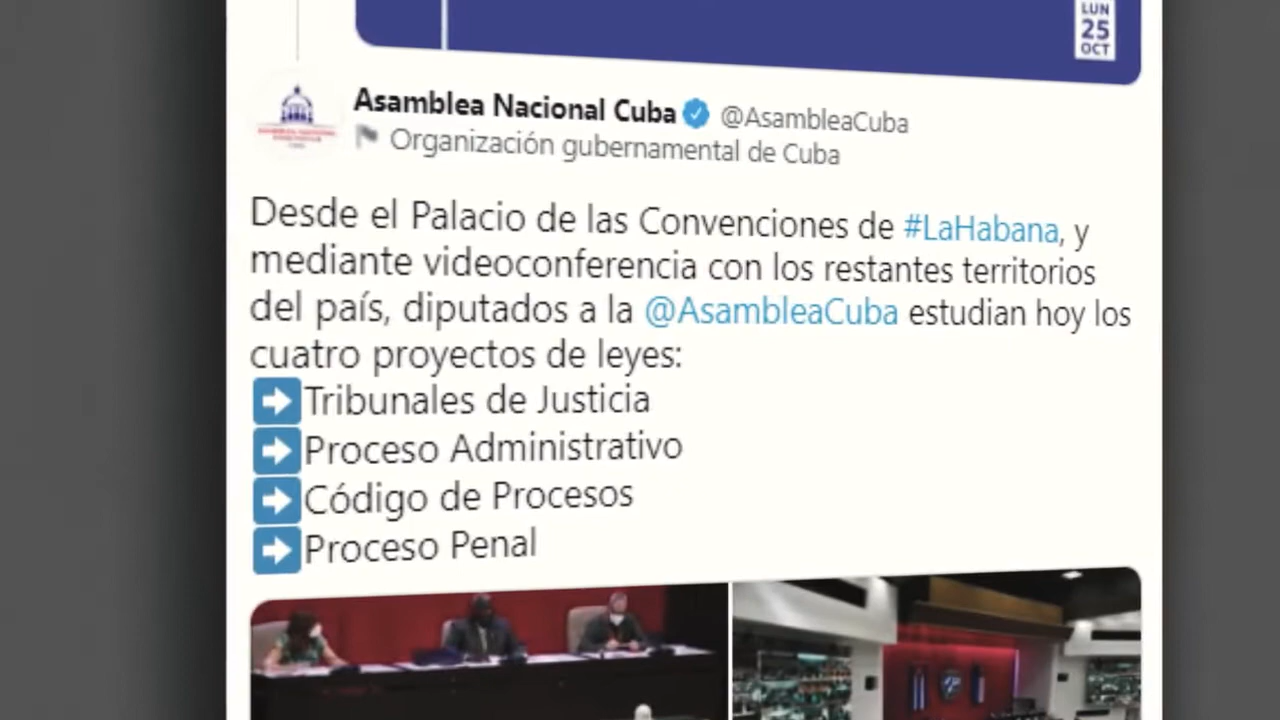 LUN
25
OCT
Asamblea Nacional Cuba @AsambleaCuba
Organización gubernamental de Cuba
Desde el Palacio de las Convenciones de #LaHabana, y
mediante videoconferencia con los restantes territorios
del país, diputados a la @AsambleaCuba estudian hoy los
cuatro proyectos de leyes:
Tribunales de Justicia
Proceso Administrativo
Código de Procesos
Proceso Penal